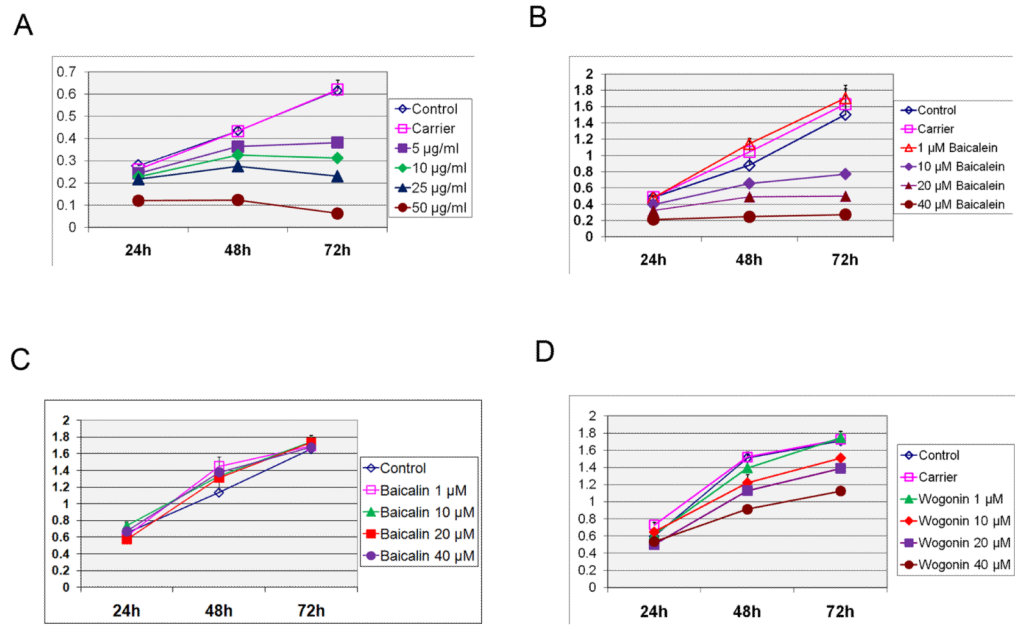 A
0.7
0.6
0.5
0.4
0.3
0.2
0.1
0
24h 48h 72h
Control
Carrier
5 µg/ml
10 µg/ml
25 µg/ml
50 µg/ml
B
2
1.8
1.6
1.4
1.2
1
0.8
0.6
0.4
0.2
0
24h 48h 72h
Control
Carrier
1 µM Baicalein
10 µM Baicalein
20 µM Baicalein
40 µM Baicalein
C
2
1.8
1.6
1.4
1.2
1
0.8
0.6
0.4
0.2
0
24h 48h 72h
Control
Baicalin 1 µM
Baicalin 10 µM
Baicalin 20 µM
Baicalin 40 µM
D
2
1.8
1.6
1.4
1.2
1
0.8
0.6
0.4
0.2
0
24h 48h 72h
Control
Carrier
Wogonin 1 µM
Wogonin 10 µM
Wogonin 20 µM
Wogonin 40 µM